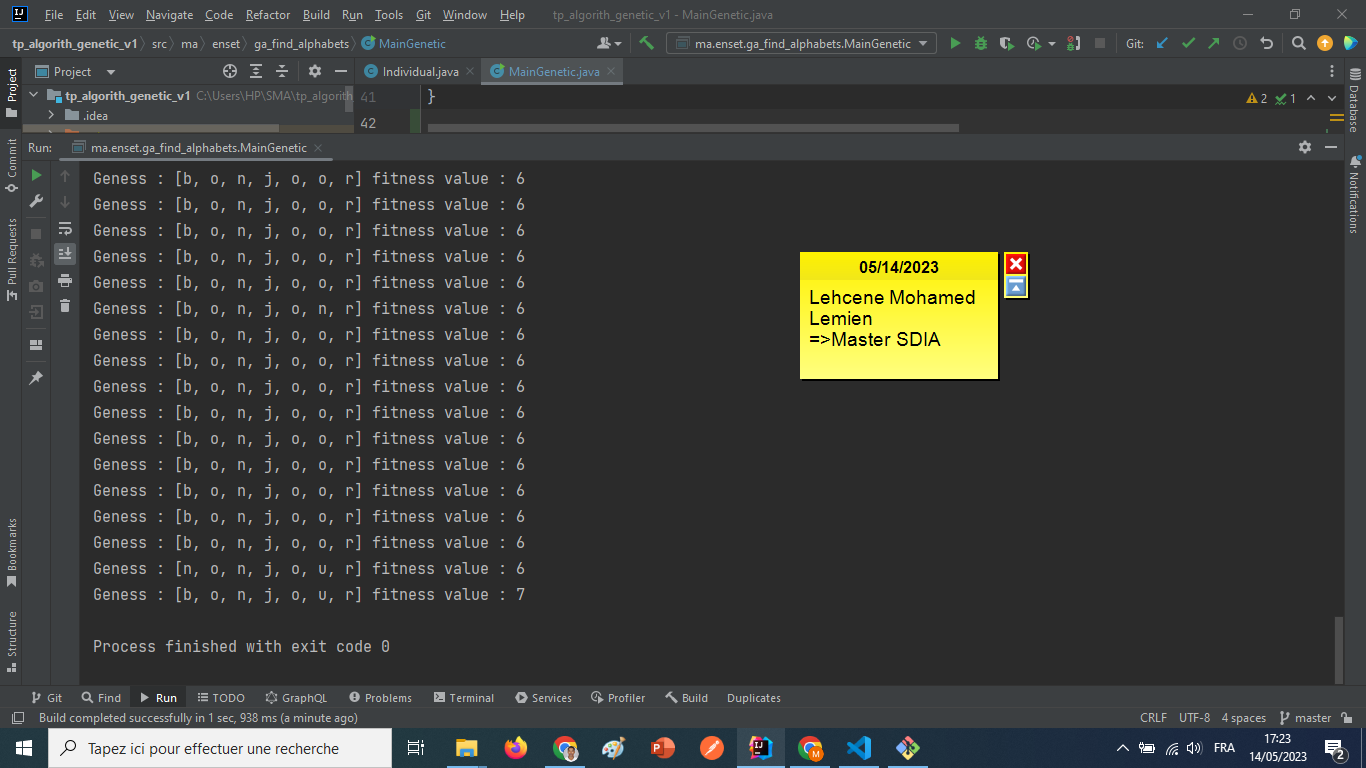 File Edit View Navigate Code Refactor Build Run Tools Git Window Help tp_algorith_genetic_v1 - MainGenetic.java
tp_algorith_genetic_v1 src ma enset ga_find_alphabets MainGenetic ma.enset.ga_find_alphabets.MainGenetic Git:
Project Individual.java MainGenetic.java
tp_algorith_genetic_v1 C:\Users\HP\SMA\tp_algorith
.idea
41 }
42
2 1
Run: ma.enset.ga_find_alphabets.MainGenetic
Geness : [b, o, n, j, o, o, r] fitness value : 6
Geness : [b, o, n, j, o, o, r] fitness value : 6
Geness : [b, o, n, j, o, o, r] fitness value : 6
Geness : [b, o, n, j, o, o, r] fitness value : 6
Geness : [b, o, n, j, o, o, r] fitness value : 6
Geness : [b, o, n, j, o, n, r] fitness value : 6
Geness : [b, o, n, j, o, o, r] fitness value : 6
Geness : [b, o, n, j, o, o, r] fitness value : 6
Geness : [b, o, n, j, o, o, r] fitness value : 6
Geness : [b, o, n, j, o, o, r] fitness value : 6
Geness : [b, o, n, j, o, o, r] fitness value : 6
Geness : [b, o, n, j, o, o, r] fitness value : 6
Geness : [b, o, n, j, o, o, r] fitness value : 6
Geness : [b, o, n, j, o, o, r] fitness value : 6
Geness : [b, o, n, j, o, o, r] fitness value : 6
Geness : [n, o, n, j, o, u, r] fitness value : 6
Geness : [b, o, n, j, o, u, r] fitness value : 7
Process finished with exit code 0
05/14/2023
Lehcene Mohamed
Lemien
=>Master SDIA
Project
Commit
Pull Requests
Bookmarks
Structure
Database
Notifications
Git Find Run TODO GraphQL Problems Terminal Services Profiler Build Duplicates
Build completed successfully in 1 sec, 938 ms (a minute ago) CRLF UTF-8 4 spaces master
Tapez ici pour effectuer une recherche FRA 17:23
14/05/2023 2